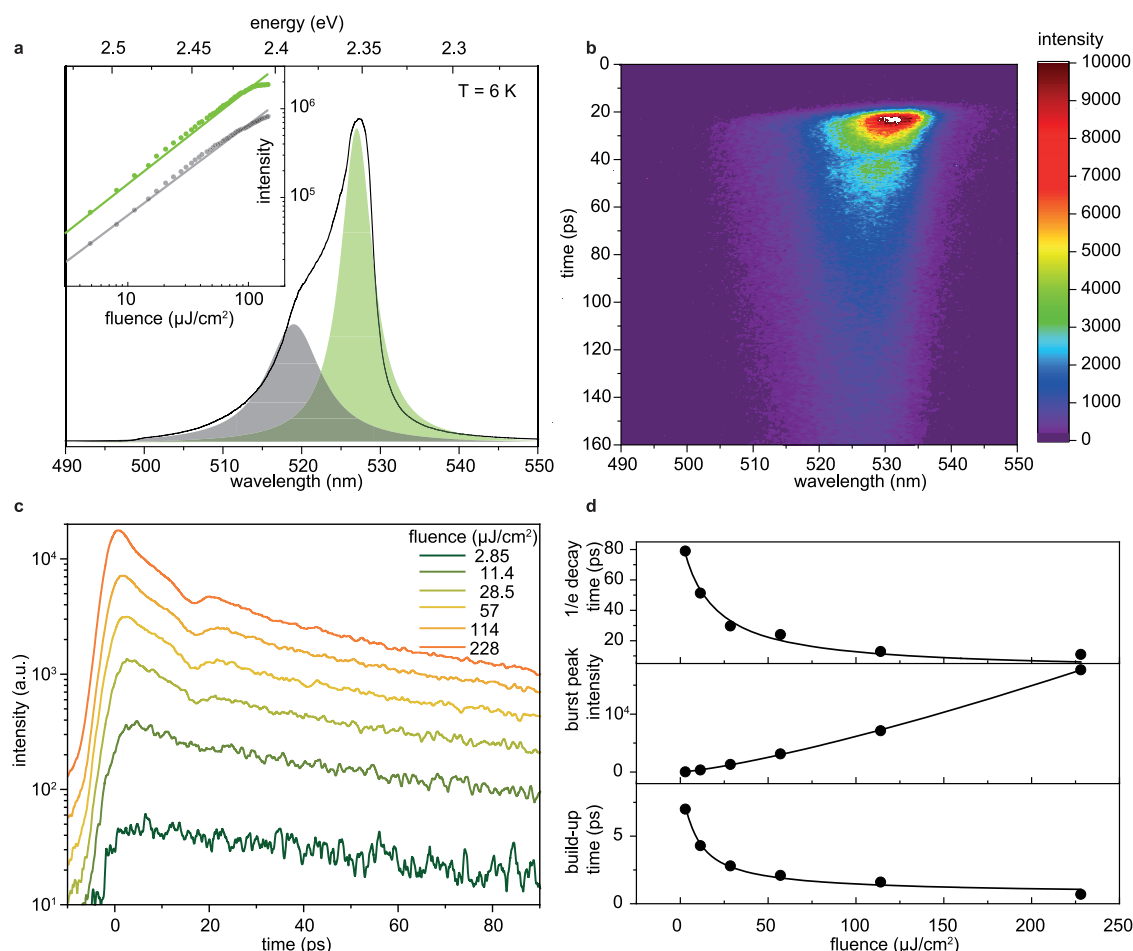 energy (eV)
a
2.5 2.45 2.4 2.35 2.3
T = 6 K
10⁶
10⁵
intensity
10 100
fluence (µJ/cm²)
490 500 510 520 530 540 550
wavelength (nm)
b
intensity
0
20
40
60
80
100
120
140
160
time (ps)
490 500 510 520 530 540 550
wavelength (nm)
10000
9000
8000
7000
6000
5000
4000
3000
2000
1000
0
c
fluence (µJ/cm²)
2.85
11.4
28.5
57
114
228
10⁴
10³
10²
10¹
intensity (a.u.)
0 20 40 60 80
time (ps)
d
1/e decay
time (ps)
80
60
40
20
burst peak
intensity
10⁴
0
build-up
time (ps)
5
0
0 50 100 150 200 250
fluence (µJ/cm²)